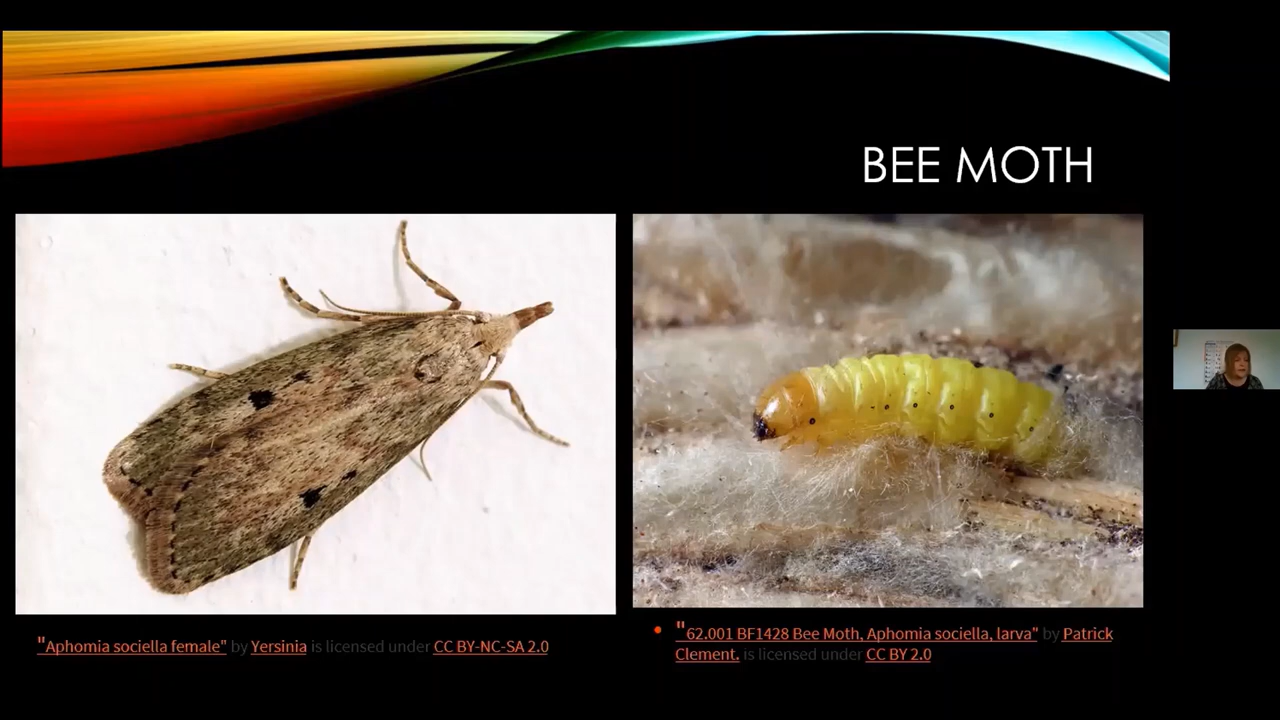 BEE MOTH
"Aphomia sociella female" by Yersinia is licensed under CC BY-NC-SA 2.0
• "62.001 BF1428 Bee Moth, Aphomia sociella, larva" by Patrick
Clement. is licensed under CC BY 2.0